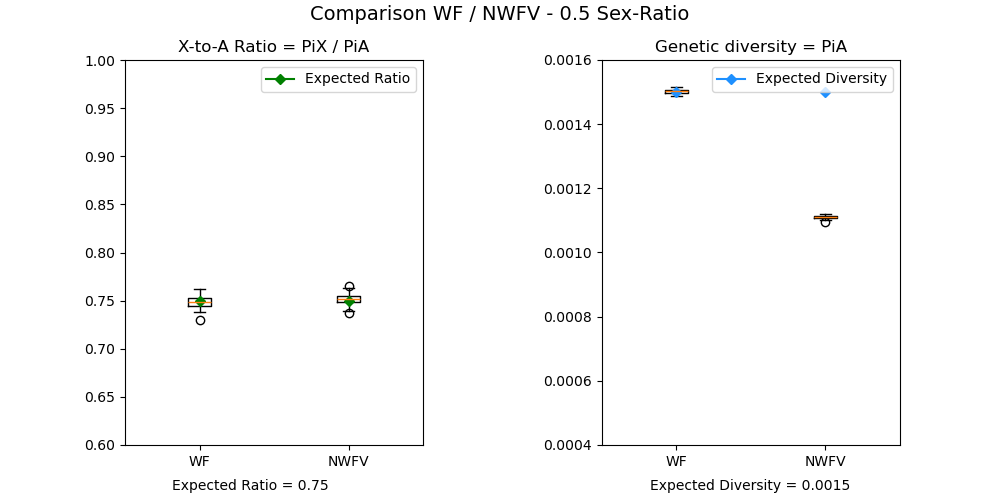 Comparison WF / NWFV - 0.5 Sex-Ratio
X-to-A Ratio = PiX / PiA
Expected Ratio
1.00
0.95
0.90
0.85
0.80
0.75
0.70
0.65
0.60
WF NWFV
Expected Ratio = 0.75
Genetic diversity = PiA
Expected Diversity
0.0016
0.0014
0.0012
0.0010
0.0008
0.0006
0.0004
WF NWFV
Expected Diversity = 0.0015